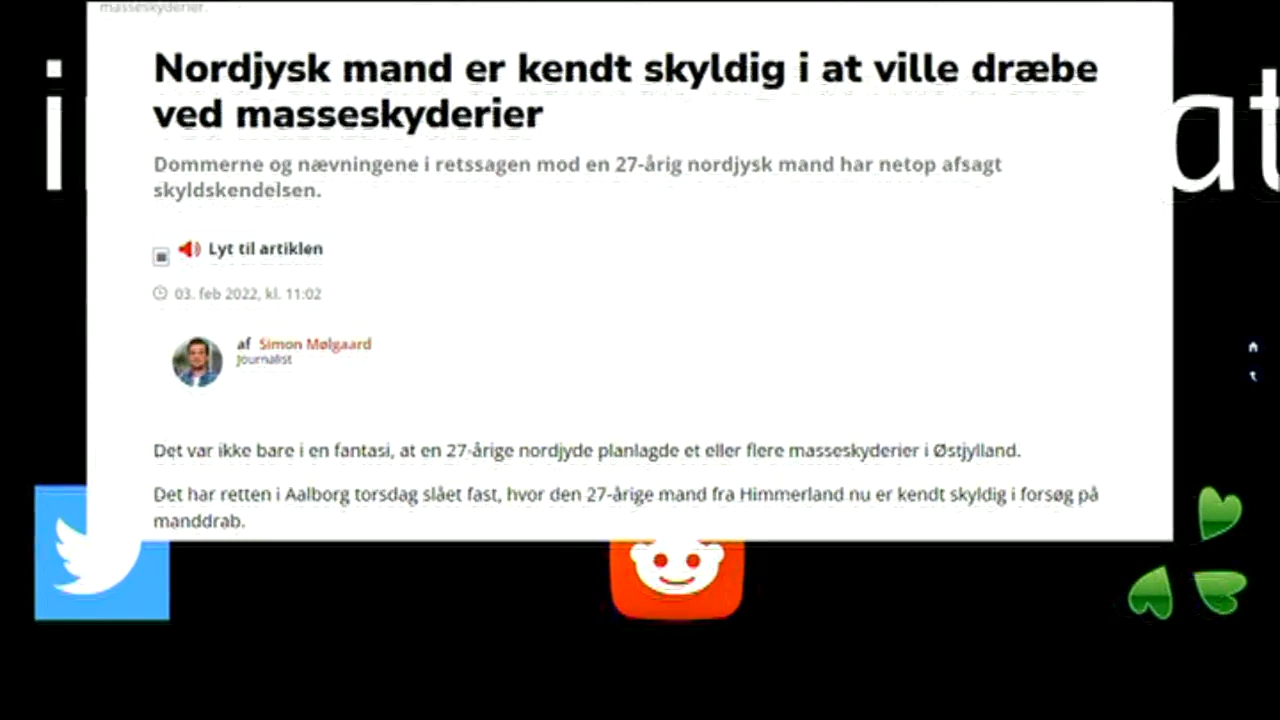 masseskyderier.
i
at
Nordjysk mand er kendt skyldig i at ville dræbe
ved masseskyderier
Dommerne og nævningene i retssagen mod en 27-årig nordjysk mand har netop afsagt
skyldskendelsen.
Lyt til artiklen
03. feb 2022, kl. 11:02
af Simon Mølgaard
Journalist
Det var ikke bare i en fantasi, at en 27-årige nordjyde planlagde et eller flere masseskyderier i Østjylland.
Det har retten i Aalborg torsdag slået fast, hvor den 27-årige mand fra Himmerland nu er kendt skyldig i forsøg på
manddrab.